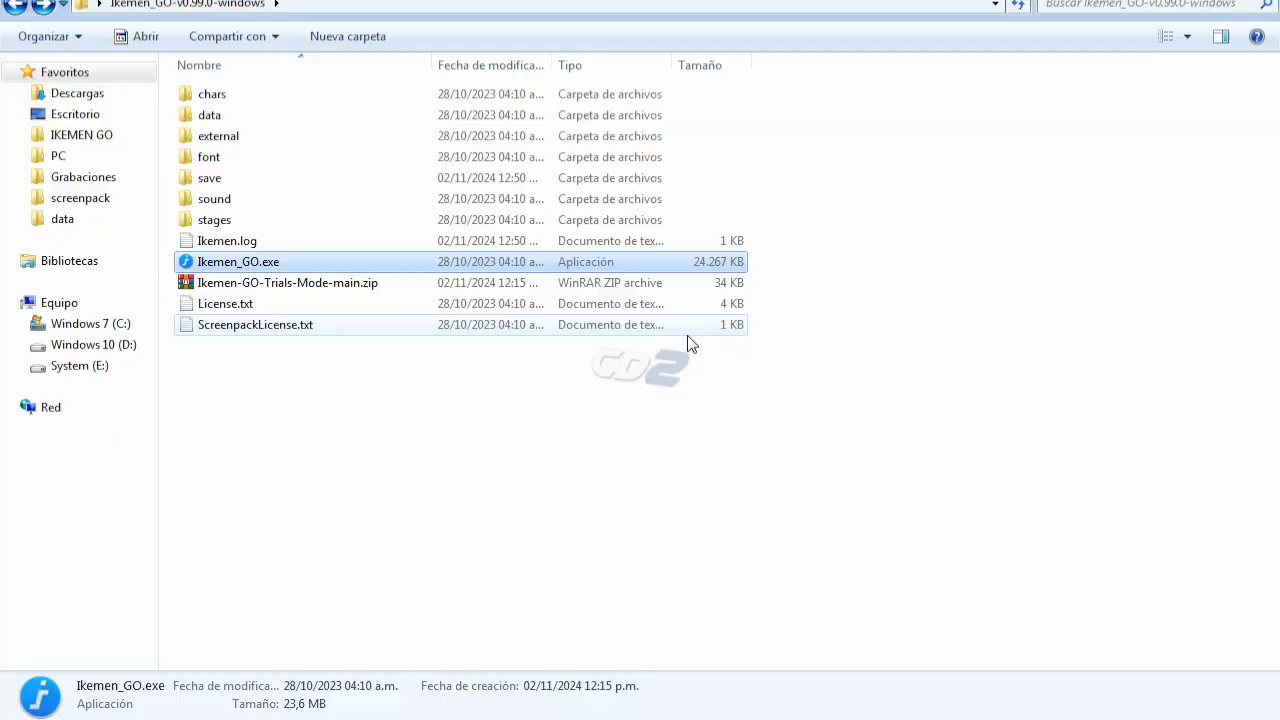 Ikemen_GO-v0.99.0-windows
Buscar Ikemen_GO-v0.99.0-windows
Organizar Abrir Compartir con Nueva carpeta
Nombre Fecha de modifica... Tipo Tamaño
Favoritos
Descargas
Escritorio
IKEMEN GO
PC
Grabaciones
screenpack
data
Bibliotecas
Equipo
Windows 7 (C:)
Windows 10 (D:)
System (E:)
Red
chars 28/10/2023 04:10 a... Carpeta de archivos
data 28/10/2023 04:10 a... Carpeta de archivos
external 28/10/2023 04:10 a... Carpeta de archivos
font 28/10/2023 04:10 a... Carpeta de archivos
save 02/11/2024 12:50 ... Carpeta de archivos
sound 28/10/2023 04:10 a... Carpeta de archivos
stages 28/10/2023 04:10 a... Carpeta de archivos
Ikemen.log 02/11/2024 12:50 ... Documento de tex... 1 KB
Ikemen_GO.exe 28/10/2023 04:10 a... Aplicación 24.267 KB
Ikemen-GO-Trials-Mode-main.zip 02/11/2024 12:15 ... WinRAR ZIP archive 34 KB
License.txt 28/10/2023 04:10 a... Documento de tex... 4 KB
ScreenpackLicense.txt 28/10/2023 04:10 a... Documento de tex... 1 KB
CD2
Ikemen_GO.exe Fecha de modifica... 28/10/2023 04:10 a.m. Fecha de creación: 02/11/2024 12:15 p.m.
Aplicación Tamaño: 23,6 MB